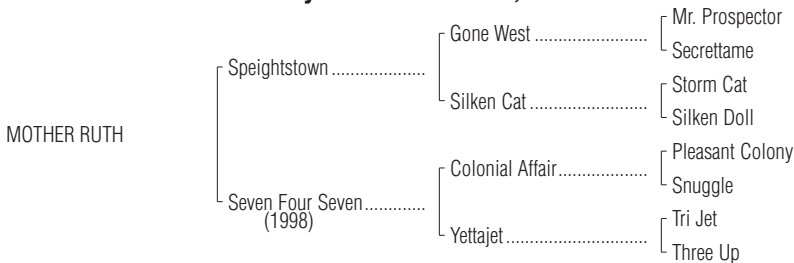 Mr. Prospector
Gone West ..........................
Secrettame
Speightstown .....................
Storm Cat
Silken Cat ...........................
Silken Doll
MOTHER RUTH
Pleasant Colony
Colonial Affair.....................
Snuggle
Seven Four Seven.............
(1998)
Tri Jet
Yettajet ................................
Three Up